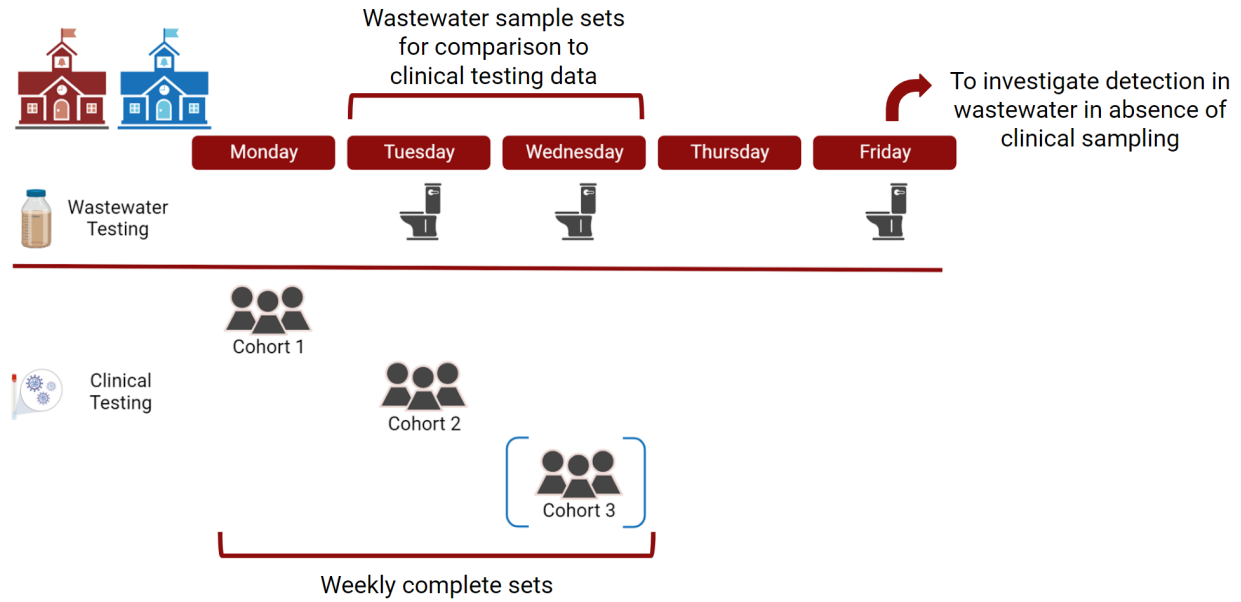 Wastewater sample sets
for comparison to
clinical testing data
To investigate detection in
wastewater in absence of
clinical sampling
Monday
Tuesday
Wednesday
Thursday
Friday
Wastewater
Testing
Cohort 1
Clinical
Testing
Cohort 2
Cohort 3
Weekly complete sets